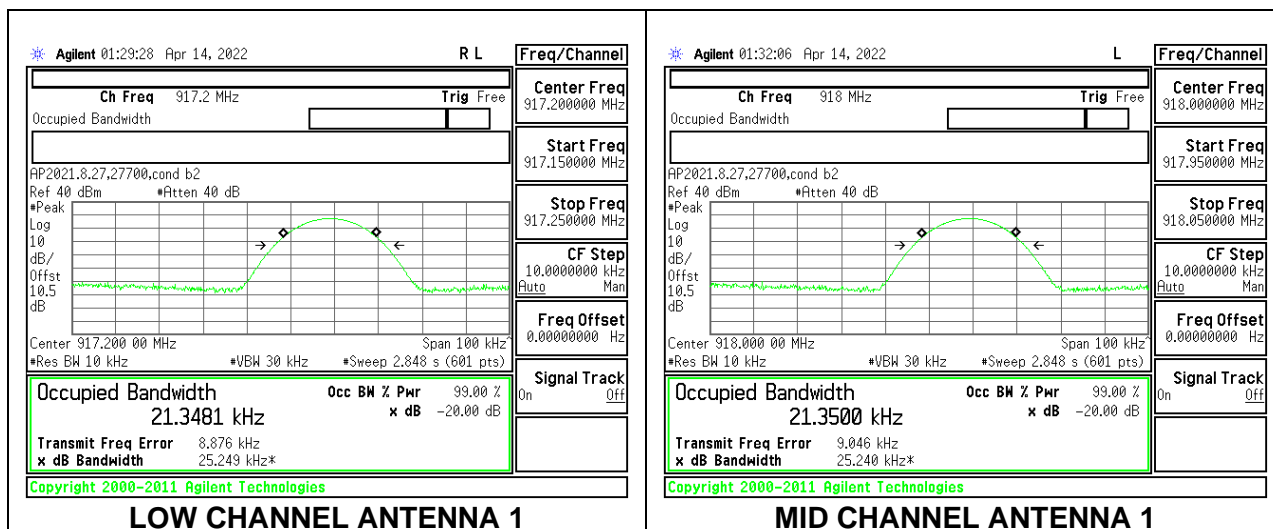 Agilent 01:29:28 Apr 14, 2022 R L Freq/Channel
Ch Freq 917.2 MHz Trig Free
Occupied Bandwidth
Center Freq
917.200000 MHz
Start Freq
917.150000 MHz
AP2021.8.27,27700,cond b2
Ref 40 dBm #Atten 40 dB
#Peak
Log
10
dB/
Offst
10.5
dB
Stop Freq
917.250000 MHz
CF Step
10.0000000 kHz
Auto Man
Freq Offset
0.00000000 Hz
Center 917.200 00 MHz Span 100 kHz^
#Res BW 10 kHz #VBW 30 kHz #Sweep 2.848 s (601 pts)
Signal Track
On Off
Occupied Bandwidth Occ BW % Pwr 99.00 %
21.3481 kHz x dB -20.00 dB
Transmit Freq Error 8.876 kHz
x dB Bandwidth 25.249 kHz*
Copyright 2000-2011 Agilent Technologies
LOW CHANNEL ANTENNA 1
Agilent 01:32:06 Apr 14, 2022 L Freq/Channel
Ch Freq 918 MHz Trig Free
Occupied Bandwidth
Center Freq
918.000000 MHz
Start Freq
917.950000 MHz
AP2021.8.27,27700,cond b2
Ref 40 dBm #Atten 40 dB
#Peak
Log
10
dB/
Offst
10.5
dB
Stop Freq
918.050000 MHz
CF Step
10.0000000 kHz
Auto Man
Freq Offset
0.00000000 Hz
Center 918.000 00 MHz Span 100 kHz^
#Res BW 10 kHz #VBW 30 kHz #Sweep 2.848 s (601 pts)
Signal Track
On Off
Occupied Bandwidth Occ BW % Pwr 99.00 %
21.3500 kHz x dB -20.00 dB
Transmit Freq Error 9.046 kHz
x dB Bandwidth 25.240 kHz*
Copyright 2000-2011 Agilent Technologies
MID CHANNEL ANTENNA 1